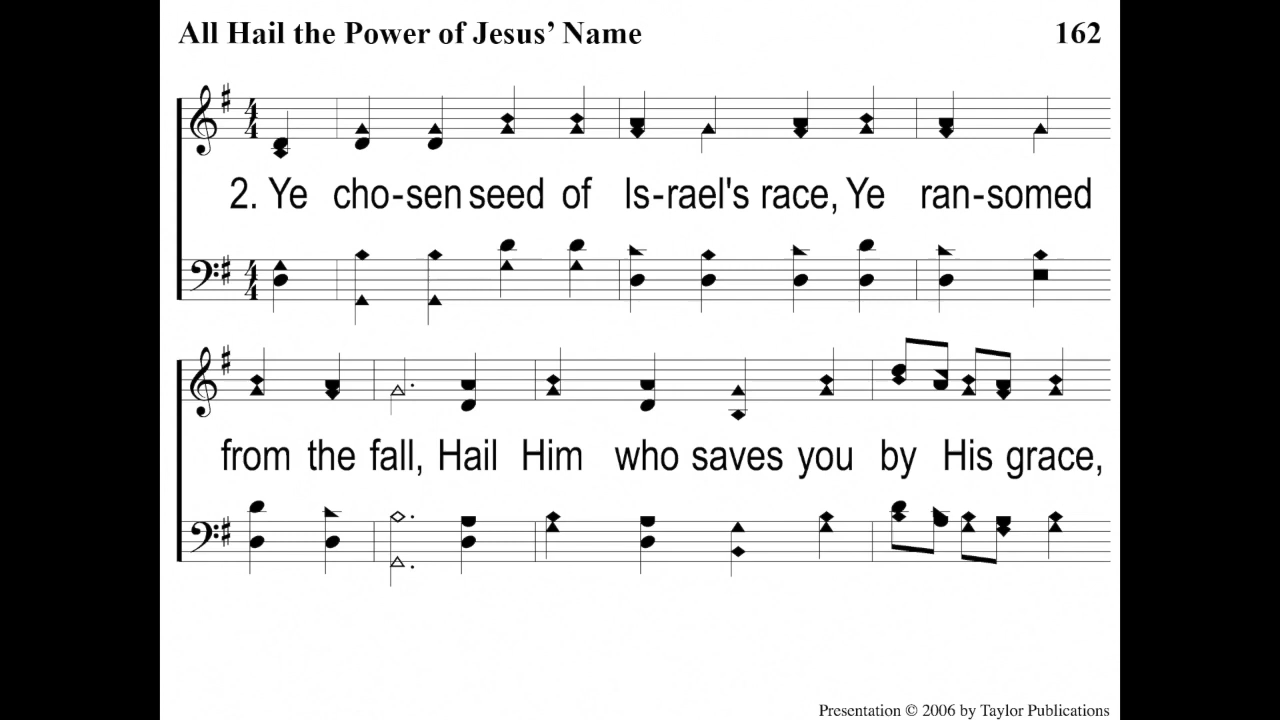 All Hail the Power of Jesus’ Name 162
2. Ye cho-sen seed of Is-rael's race, Ye ran-somed
from the fall, Hail Him who saves you by His grace,
Presentation © 2006 by Taylor Publications